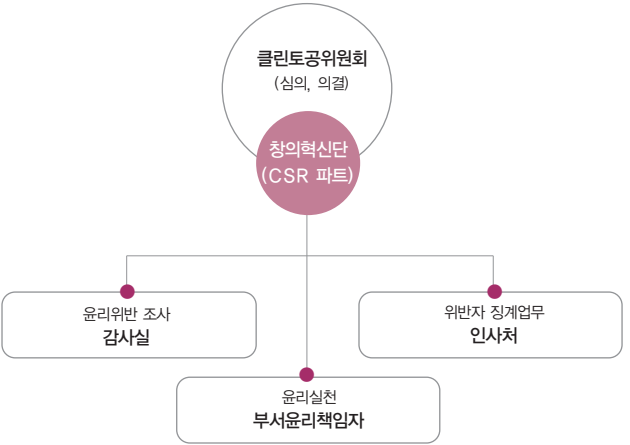 클린토공위원회
(심의, 의결)
창의혁신단
(CSR 파트)
윤리위반 조사
감사실
위반자 징계업무
인사처
윤리실천
부서윤리책임자